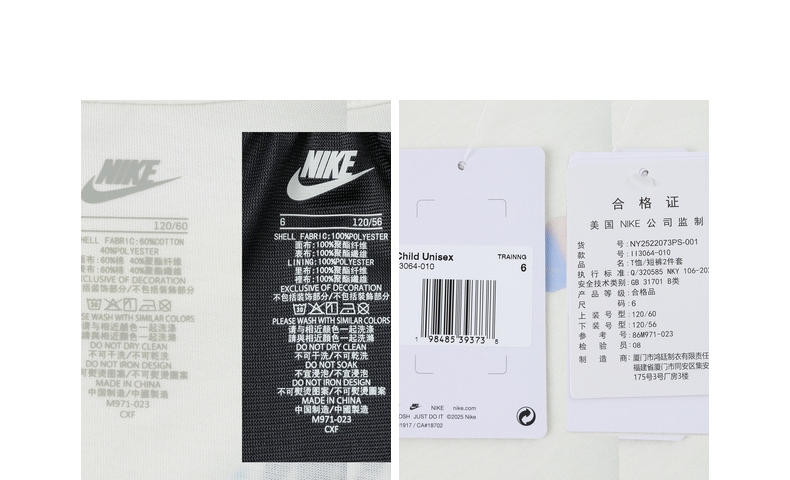 NIKE
120/60
HELL FABRIC:60%COTTON
40%POLYESTER
面布:60%棉 40%聚酯纤维
表布:60%棉 40%聚酯纖維
EXCLUSIVE OF DECORATION
不包括装饰部分/不包括裝飾部分
PLEASE WASH WITH SIMILAR COLORS
请与相近颜色一起洗涤
請與相近顏色一起洗滌
DO NOT DRY CLEAN
不可干洗/不可乾洗
DO NOT IRON DESIGN
不可熨烫图案/不可熨燙圖案
MADE IN CHINA
中国制造/中國製造
M971-023
CXF
NIKE
6 120/56
SHELL FABRIC:100%POLYESTER
面布:100%聚酯纤维
表布:100%聚酯纖維
LINING:100%POLYESTER
里布:100%聚酯纤维
裡布:100%聚酯纖維
EXCLUSIVE OF DECORATION
不包括装饰部分/不包括裝飾部分
PLEASE WASH WITH SIMILAR COLORS
请与相近颜色一起洗涤
請與相近顏色一起洗滌
DO NOT DRY CLEAN
不可干洗/不可乾洗
DO NOT SOAK
不宜浸泡/不宜浸泡
DO NOT IRON DESIGN
不可熨烫图案/不可熨燙圖案
MADE IN CHINA
中国制造/中國製造
M971-023
CXF
Child Unisex TRAINNG
3064-010 6
1 98485 39373 5
NIKE nike.com
JUST DO IT ©2025 Nike
1917 / CA#18702
合格证
美国 NIKE 公司监制
货号:NY2522073PS-001
款号:II3064-010
品名:T恤/短裤2件套
执行标准:Q/320585 NKY 106-20
安全技术类别:GB 31701 B类
产品等级:合格品
尺码:6
上装号型:120/60
下装号型:120/56
参考号:86M971-023
检验员:08
制造商:厦门市鸿廷制衣有限责任
福建省厦门市同安区集安
175号3号厂房3楼